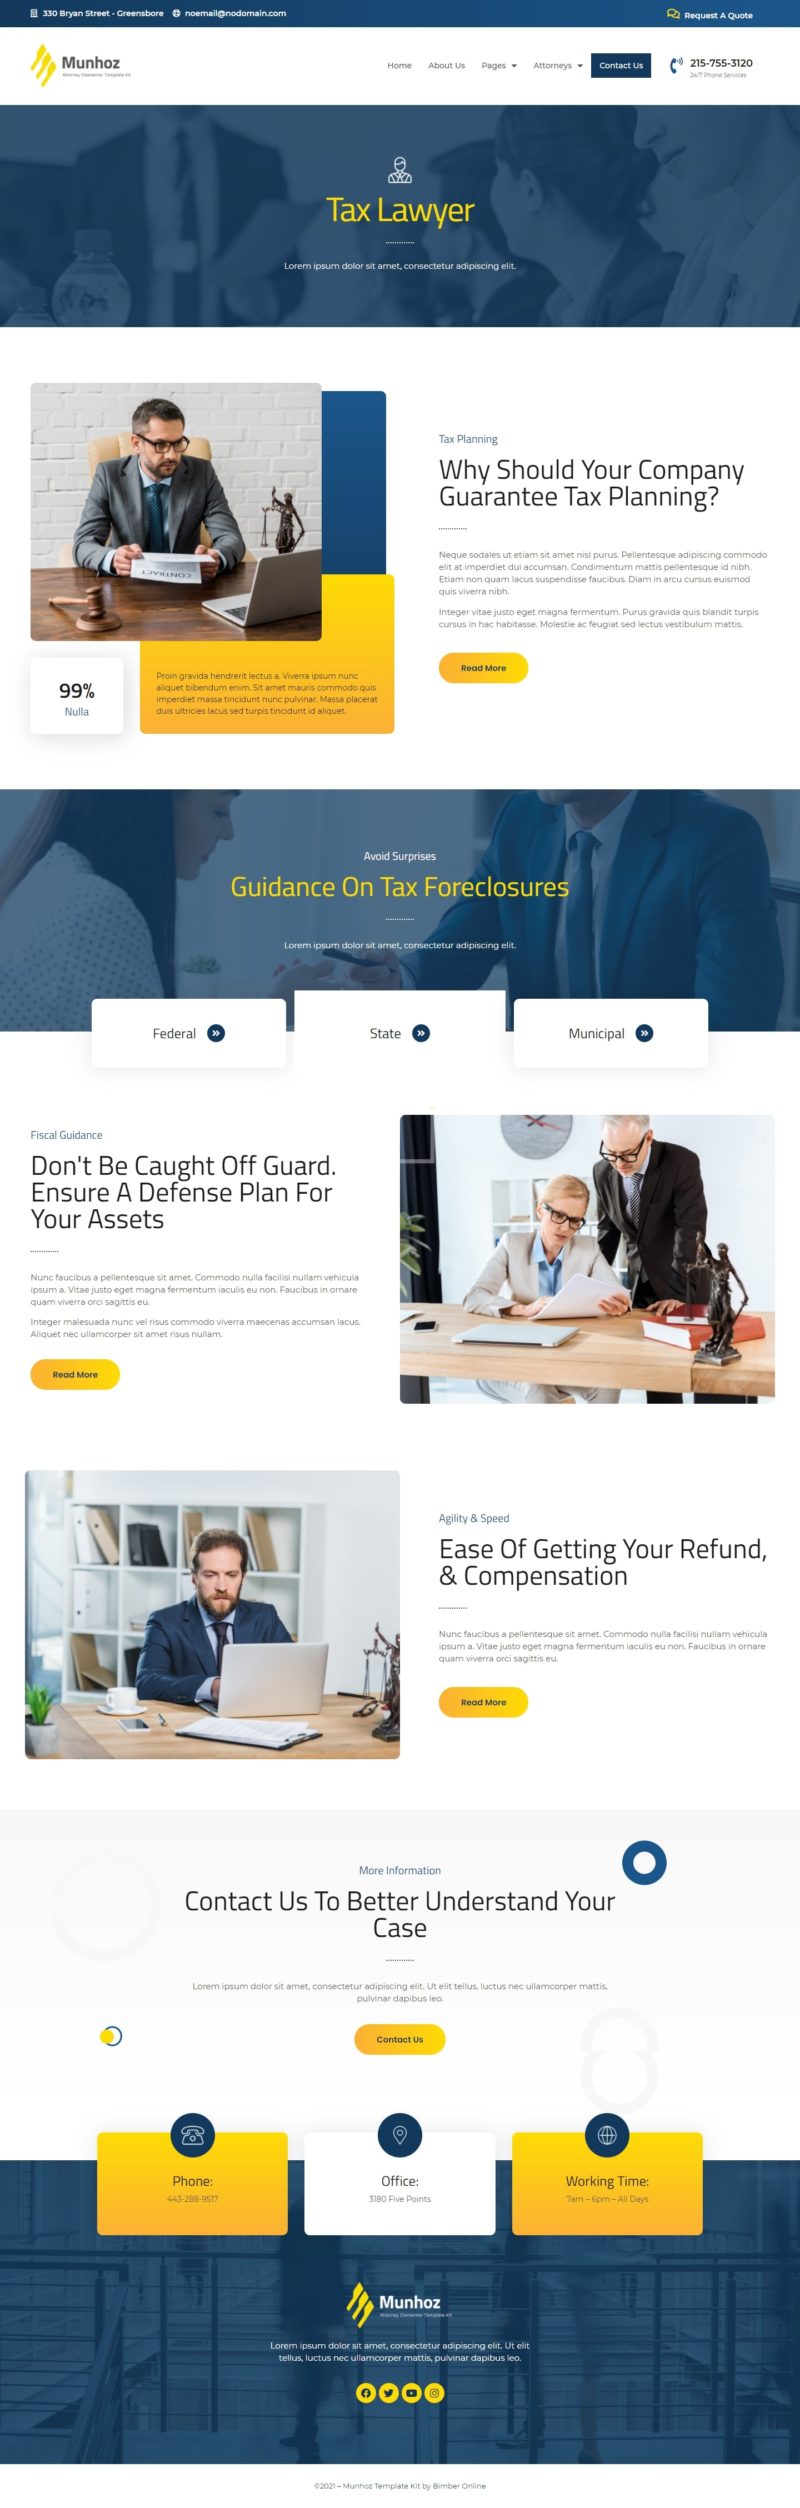 330 Bryan Street - Greensbore noemail@nodomain.com
Request A Quote
Munhoz
Attorney Elementor Template Kit
Home About Us Pages Attorneys Contact Us
215-755-3120
24/7 Phone Services
Tax Lawyer
Lorem ipsum dolor sit amet, consectetur adipiscing elit.
CONTRACT
99%
Nulla
Proin gravida hendrerit lectus a. Viverra ipsum nunc
aliquet bibendum enim. Sit amet mauris commodo quis
imperdiet massa tincidunt nunc pulvinar. Massa placerat
duis ultricies lacus sed turpis tincidunt id aliquet.
Tax Planning
Why Should Your Company
Guarantee Tax Planning?
Neque sodales ut etiam sit amet nisl purus. Pellentesque adipiscing commodo
elit at imperdiet dui accumsan. Condimentum mattis pellentesque id nibh.
Etiam non quam lacus suspendisse faucibus. Diam in arcu cursus euismod
quis viverra nibh.
Integer vitae justo eget magna fermentum. Purus gravida quis blandit turpis
cursus in hac habitasse. Molestie ac feugiat sed lectus vestibulum mattis.
Read More
Avoid Surprises
Guidance On Tax Foreclosures
Lorem ipsum dolor sit amet, consectetur adipiscing elit.
Federal
State
Municipal
Fiscal Guidance
Don't Be Caught Off Guard.
Ensure A Defense Plan For
Your Assets
Nunc faucibus a pellentesque sit amet. Commodo nulla facilisi nullam vehicula
ipsum a. Vitae justo eget magna fermentum iaculis eu non. Faucibus in ornare
quam viverra orci sagittis eu.
Integer malesuada nunc vel risus commodo viverra maecenas accumsan lacus.
Aliquet nec ullamcorper sit amet risus nullam.
Read More
Agility & Speed
Ease Of Getting Your Refund,
& Compensation
Nunc faucibus a pellentesque sit amet. Commodo nulla facilisi nullam vehicula
ipsum a. Vitae justo eget magna fermentum iaculis eu non. Faucibus in ornare
quam viverra orci sagittis eu.
Read More
More Information
Contact Us To Better Understand Your
Case
Lorem ipsum dolor sit amet, consectetur adipiscing elit. Ut elit tellus, luctus nec ullamcorper mattis,
pulvinar dapibus leo.
Contact Us
Phone:
443-288-9517
Office:
3180 Five Points
Working Time:
7am – 6pm – All Days
Munhoz
Attorney Elementor Template Kit
Lorem ipsum dolor sit amet, consectetur adipiscing elit. Ut elit
tellus, luctus nec ullamcorper mattis, pulvinar dapibus leo.
©2021 – Munhoz Template Kit by Bimber Online